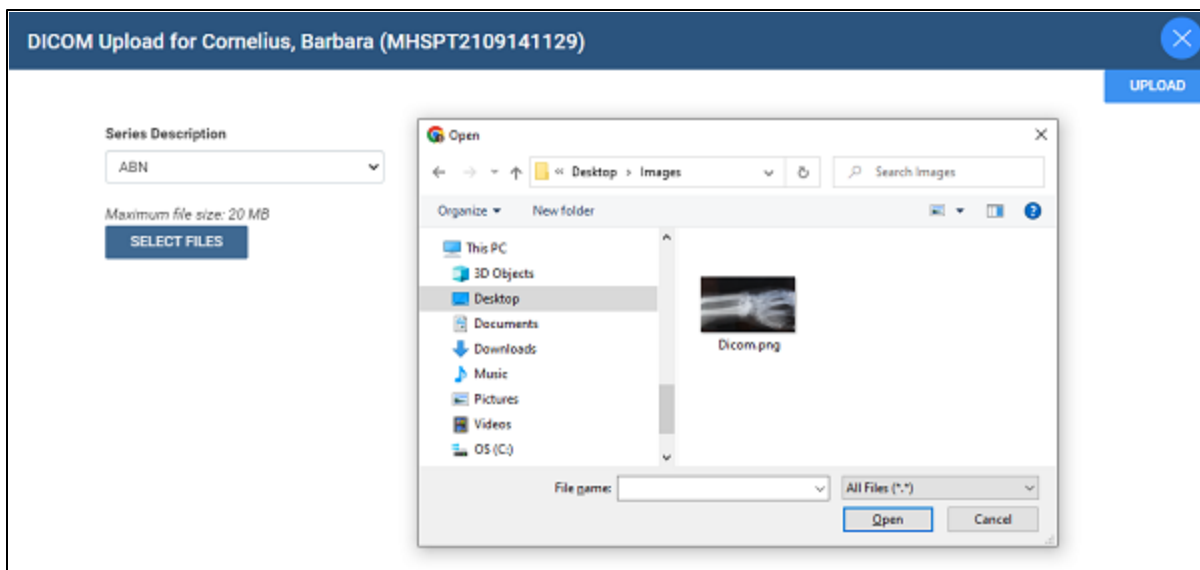 DICOM Upload for Cornelius, Barbara (MHSPT2109141129)
UPLOAD
Series Description
ABN
Maximum file size: 20 MB
SELECT FILES
Open
« Desktop › Images
Search Images
Organize
New folder
This PC
3D Objects
Desktop
Documents
Downloads
Music
Pictures
Videos
OS (C:)
Dicom.png
File name:
All Files (*.*)
Open
Cancel